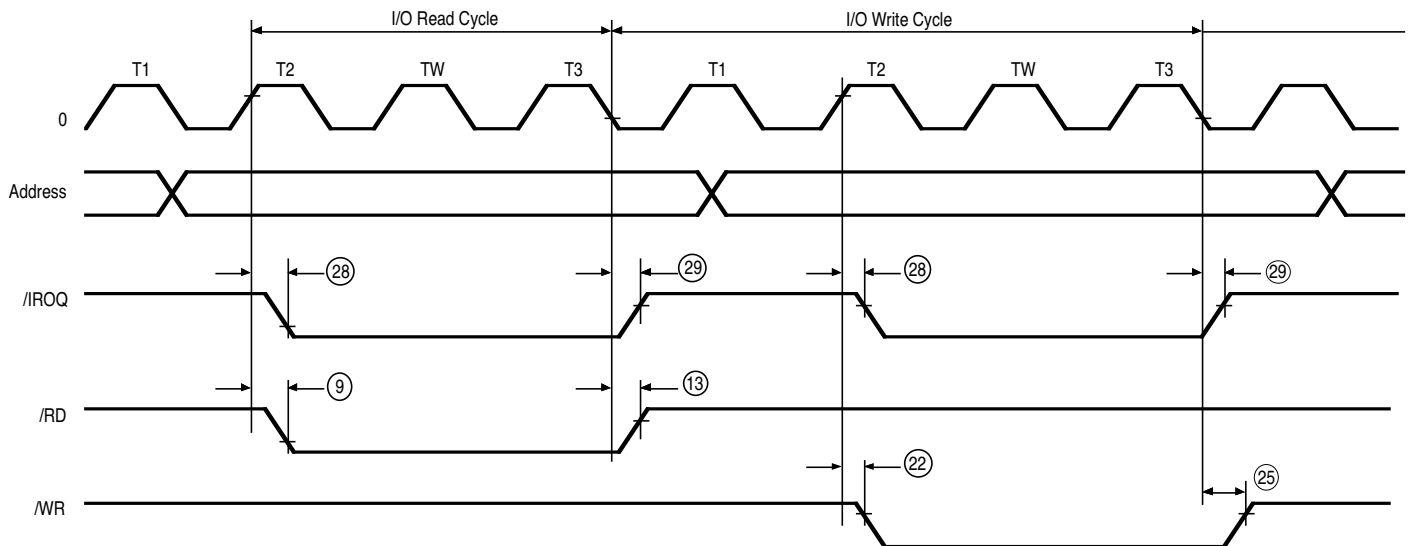 I/O Read Cycle I/O Write Cycle
T1 T2 TW T3 T1 T2 TW T3
0
Address
28 29 28 29
/IROQ
9 13
/RD
22 25
/WR